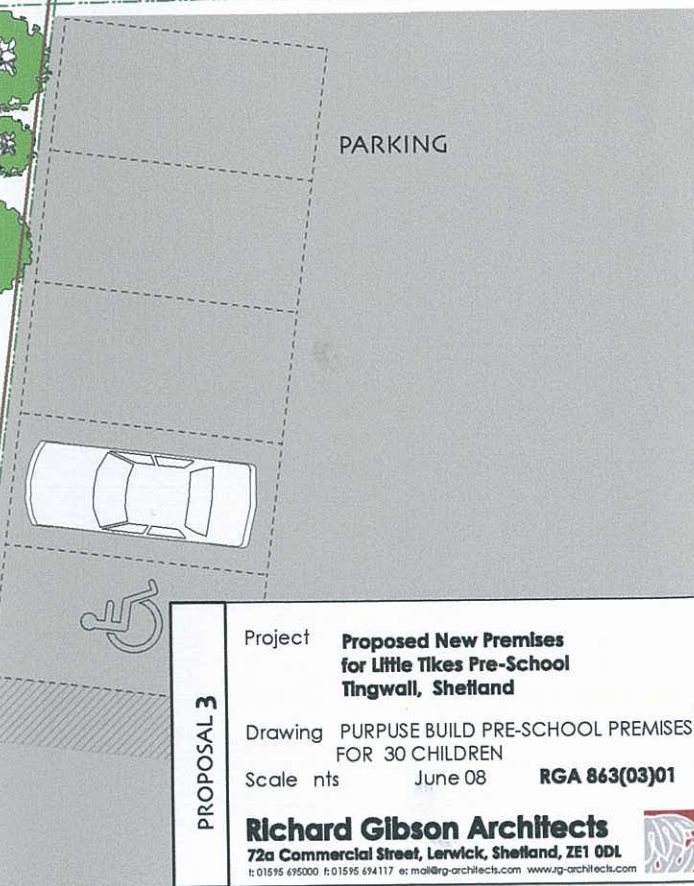 PARKING
PROPOSAL 3
Project Proposed New Premises
for Little Tikes Pre-School
Tingwall, Shetland
Drawing PURPUSE BUILD PRE-SCHOOL PREMISES
FOR 30 CHILDREN
Scale nts June 08 RGA 863(03)01
Richard Gibson Architects
72a Commercial Street, Lerwick, Shetland, ZE1 0DL
t: 01595 695000 f: 01595 694117 e: mail@rg-architects.com www.rg-architects.com